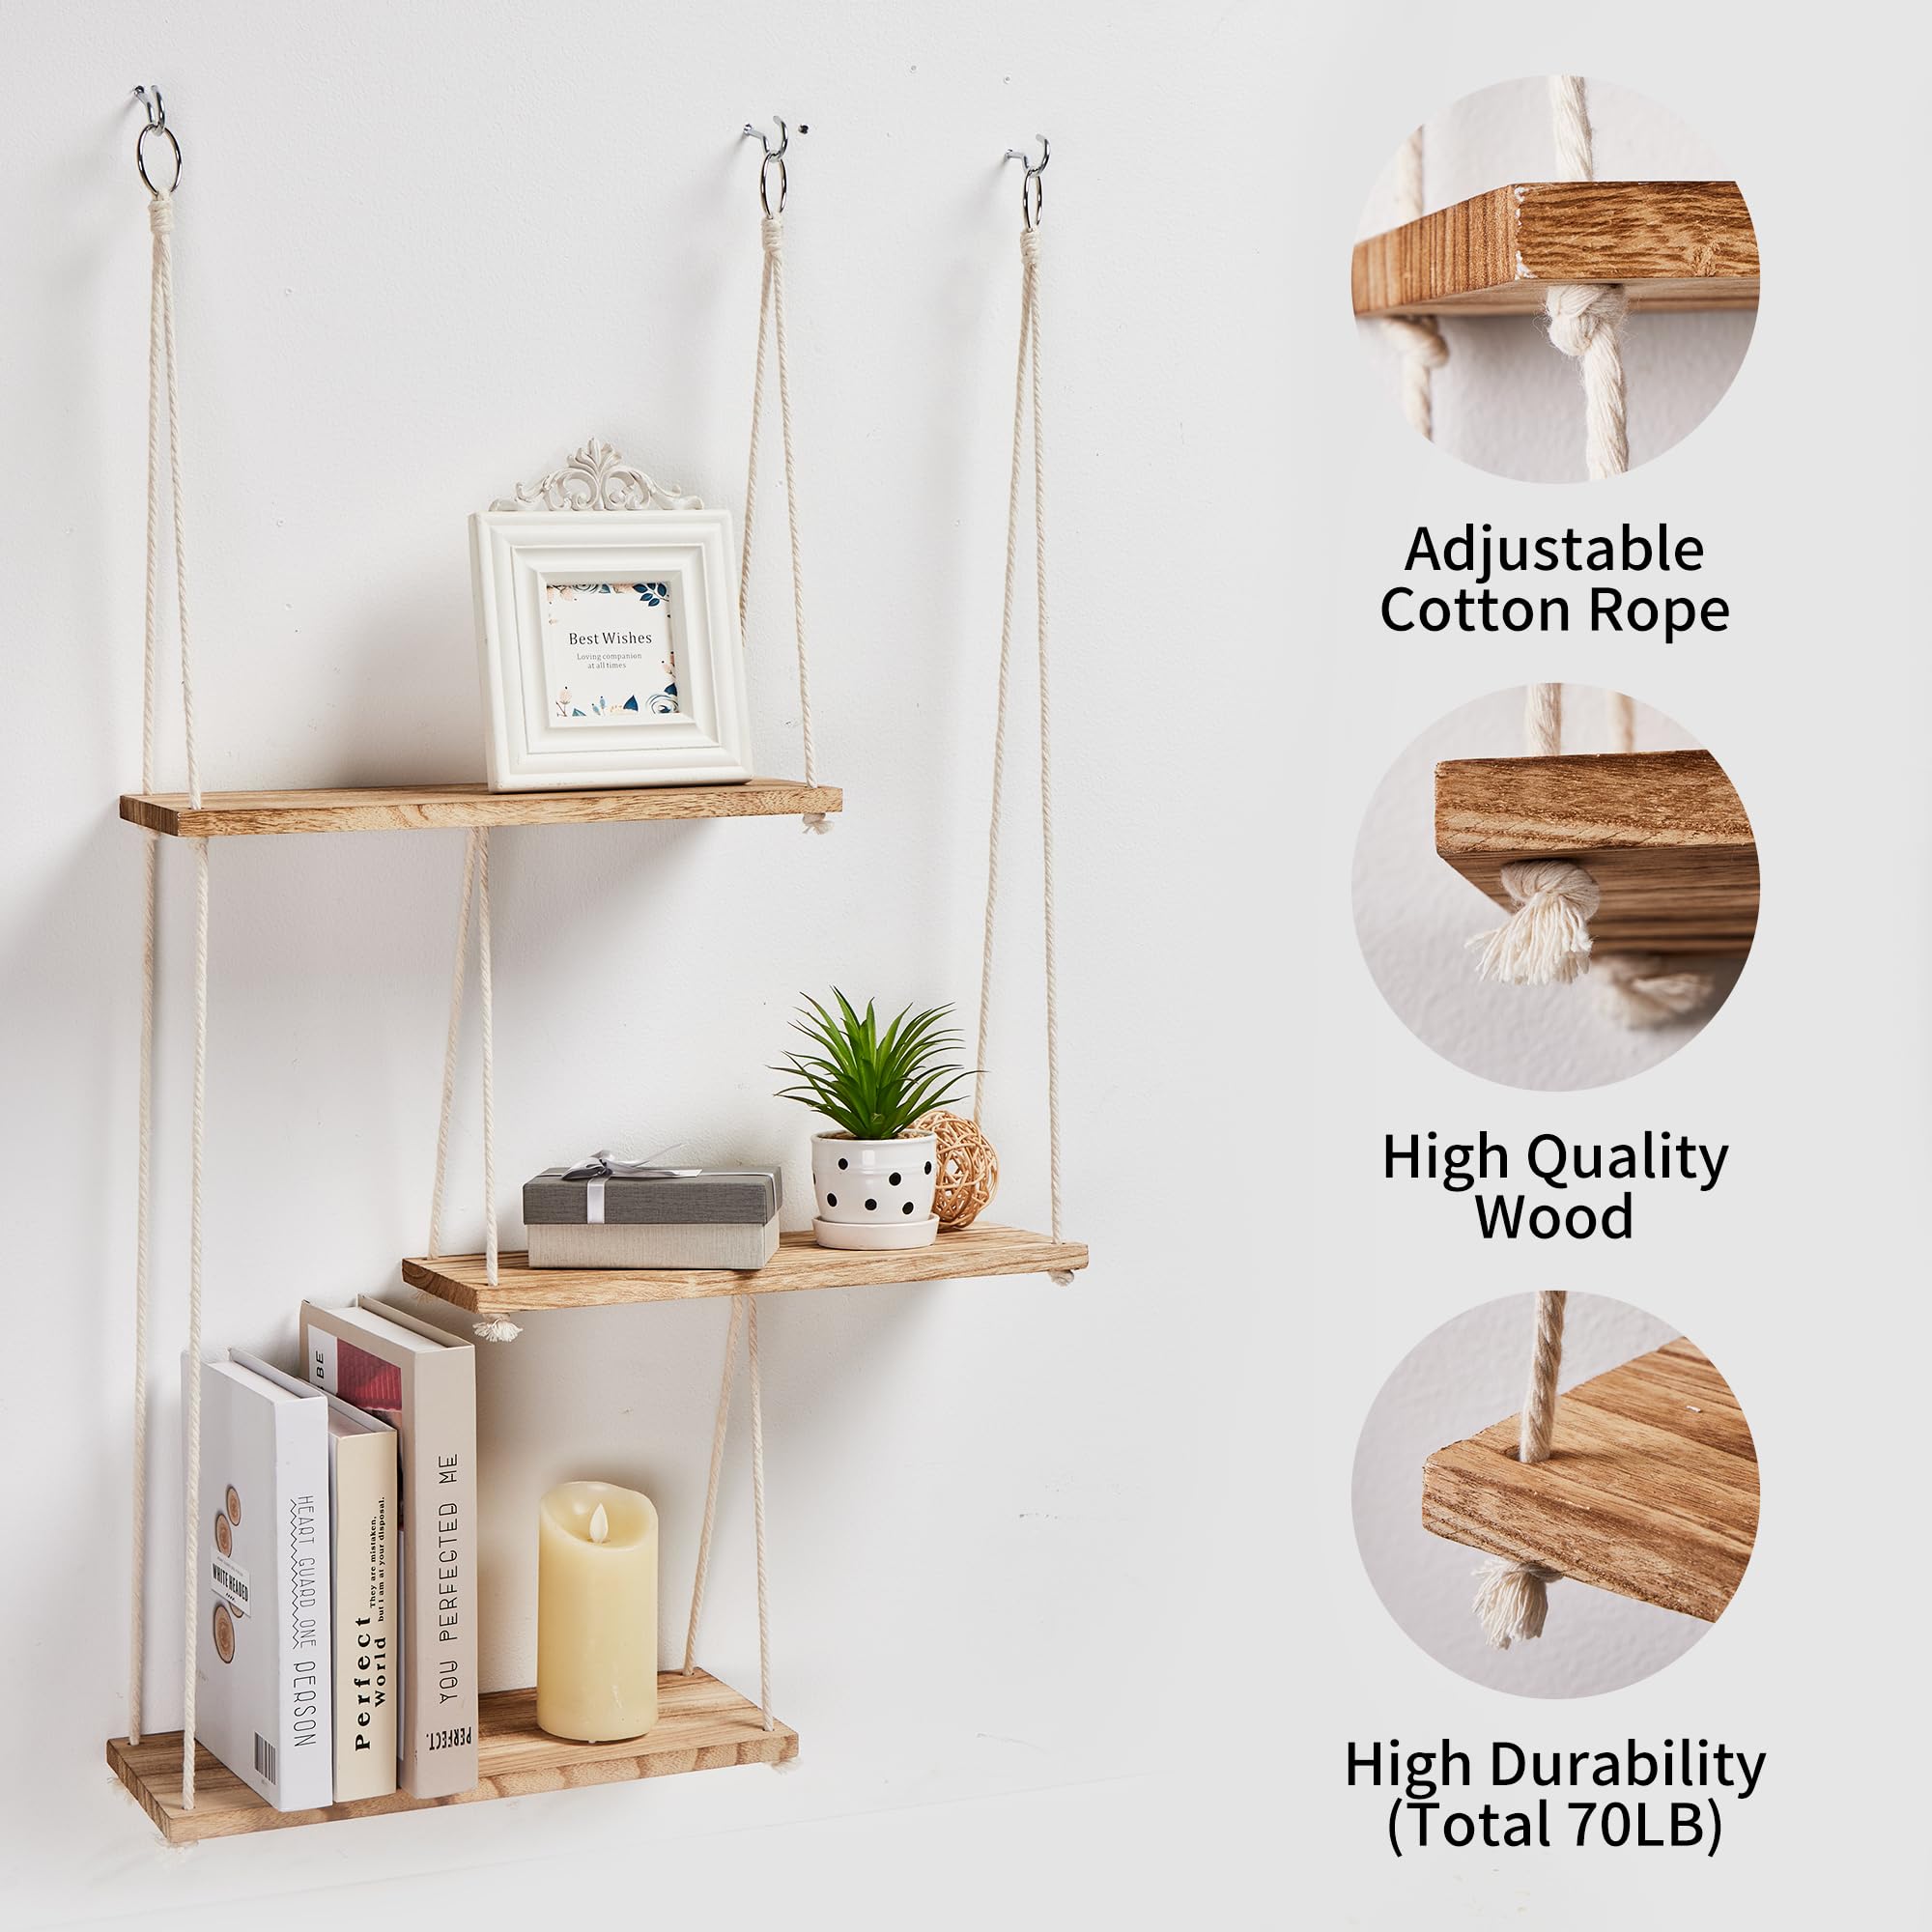 Best Wishes
Loving companion
at all times
BE
HEART GUARD ONE PERSON
WHITE HEADED
Perfect
World
They are mistaken,
but i am at your disposal.
YOU PERFECTED ME
PERFECT.
Adjustable
Cotton Rope
High Quality
Wood
High Durability
(Total 70LB)